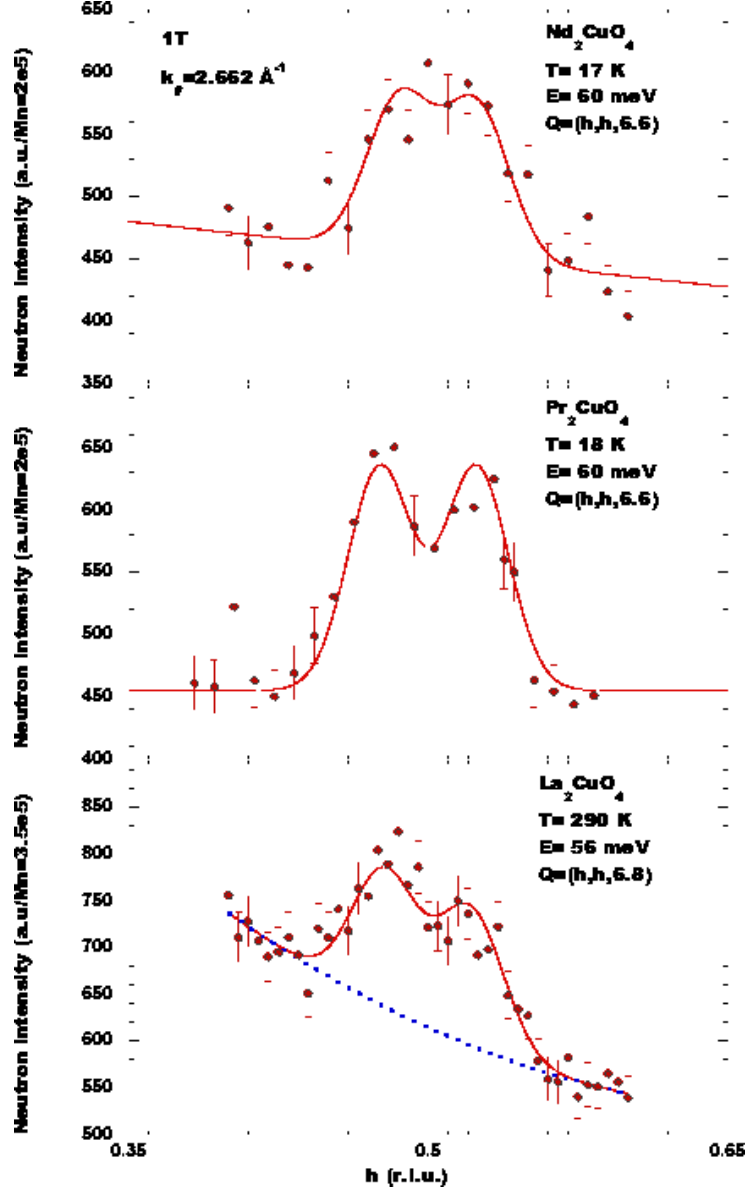 650
600
550
500
450
400
350
Neutron Intensity (a.u./Mn=2e5)
1T
k_F=2.662 Å⁻¹
Nd₂CuO₄
T= 17 K
E= 60 meV
Q=(h,h,6.6)
650
600
550
500
450
400
Neutron Intensity (a.u/Mn=2e5)
Pr₂CuO₄
T= 18 K
E= 60 meV
Q=(h,h,6.6)
850
800
750
700
650
600
550
500
Neutron Intensity (a.u/Mn=3.5e5)
La₂CuO₄
T= 290 K
E= 56 meV
Q=(h,h,6.8)
0.35
0.5
0.65
h (r.l.u.)